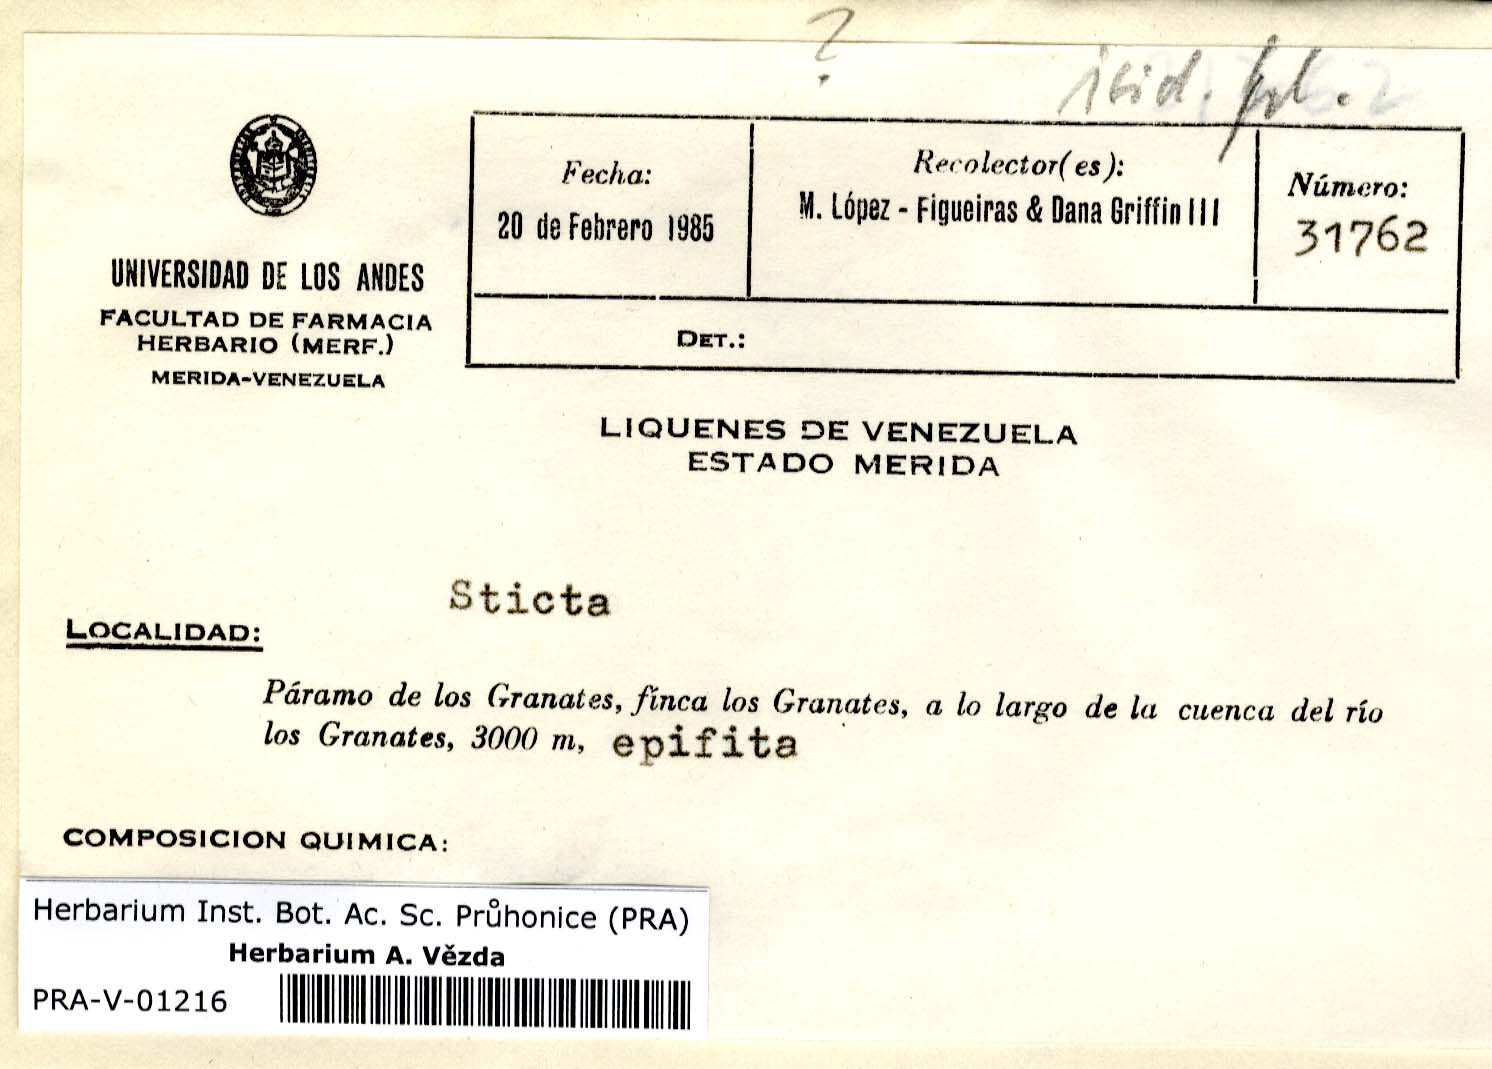 ?
isid.
Fecha:
20 de Febrero 1985
Recolector(es):
M. López - Figueiras & Dana Griffin III
Número:
31762
DET.:
UNIVERSIDAD DE LOS ANDES
FACULTAD DE FARMACIA
HERBARIO (MERF.)
MERIDA-VENEZUELA
LIQUENES DE VENEZUELA
ESTADO MERIDA
Sticta
LOCALIDAD:
Páramo de los Granates, finca los Granates, a lo largo de la cuenca del río
los Granates, 3000 m, epifita
COMPOSICION QUIMICA:
Herbarium Inst. Bot. Ac. Sc. Průhonice (PRA)
Herbarium A. Vězda
PRA-V-01216